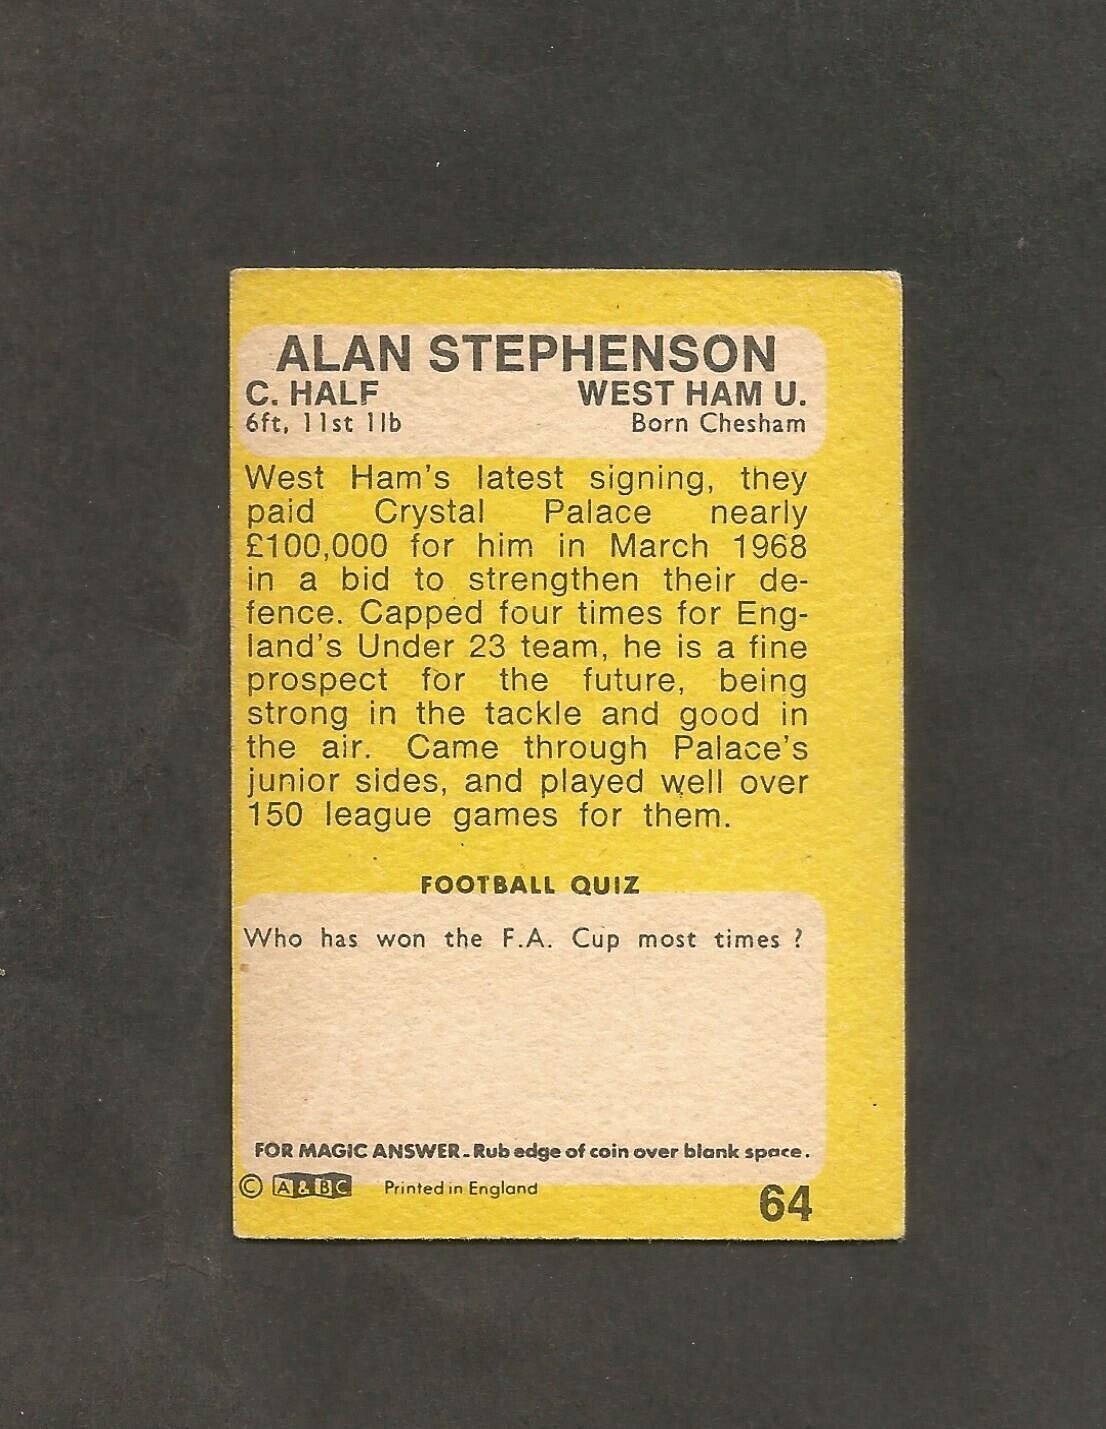 ALAN STEPHENSON
C. HALF WEST HAM U.
6ft, 11st 1lb Born Chesham
West Ham's latest signing, they
paid Crystal Palace nearly
£100,000 for him in March 1968
in a bid to strengthen their de-
fence. Capped four times for Eng-
land's Under 23 team, he is a fine
prospect for the future, being
strong in the tackle and good in
the air. Came through Palace's
junior sides, and played well over
150 league games for them.
FOOTBALL QUIZ
Who has won the F.A. Cup most times ?
FOR MAGIC ANSWER. Rub edge of coin over blank space.
© A & BC Printed in England 64